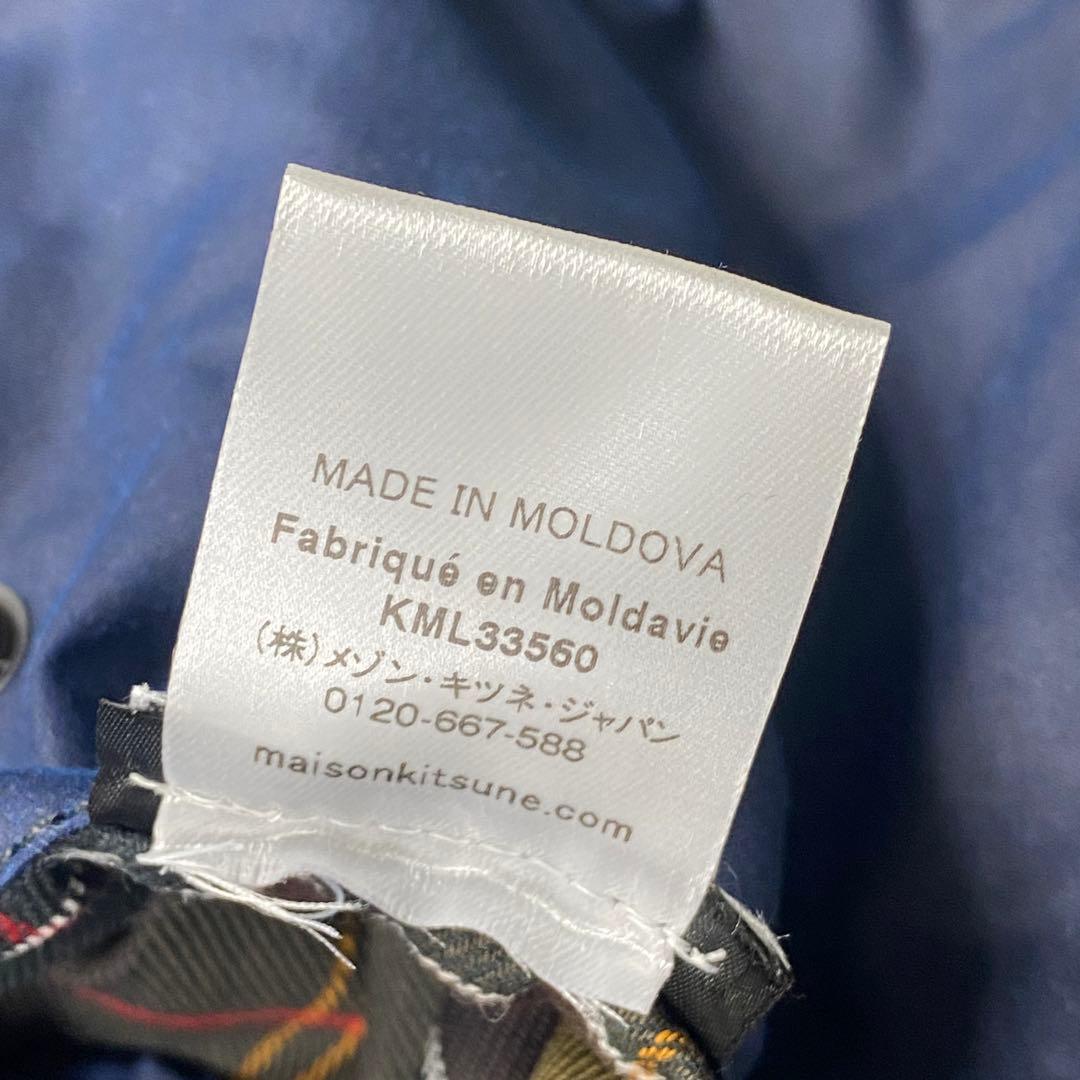 MADE IN MOLDOVA
Fabriqué en Moldavie
KML33560
(株)メゾン・キツネ・ジャパン
0120-667-588
maisonkitsune.com